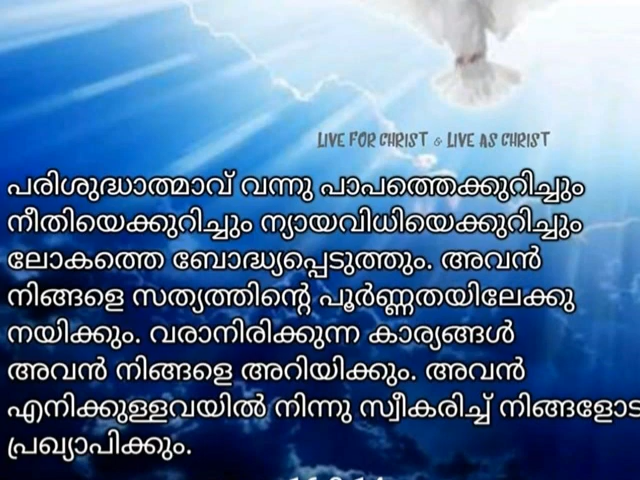 LIVE FOR CHRIST & LIVE AS CHRIST
പരിശുദ്ധാത്മാവ് വന്നു പാപത്തെക്കുറിച്ചും
നീതിയെക്കുറിച്ചും ന്യായവിധിയെക്കുറിച്ചും
ലോകത്തെ ബോദ്ധ്യപ്പെടുത്തും. അവൻ
നിങ്ങളെ സത്യത്തിന്റെ പൂർണ്ണതയിലേക്കു
നയിക്കും. വരാനിരിക്കുന്ന കാര്യങ്ങൾ
അവൻ നിങ്ങളെ അറിയിക്കും. അവൻ
എനിക്കുള്ളവയിൽ നിന്നു സ്വീകരിച്ച്
പ്രഖ്യാപിക്കും.